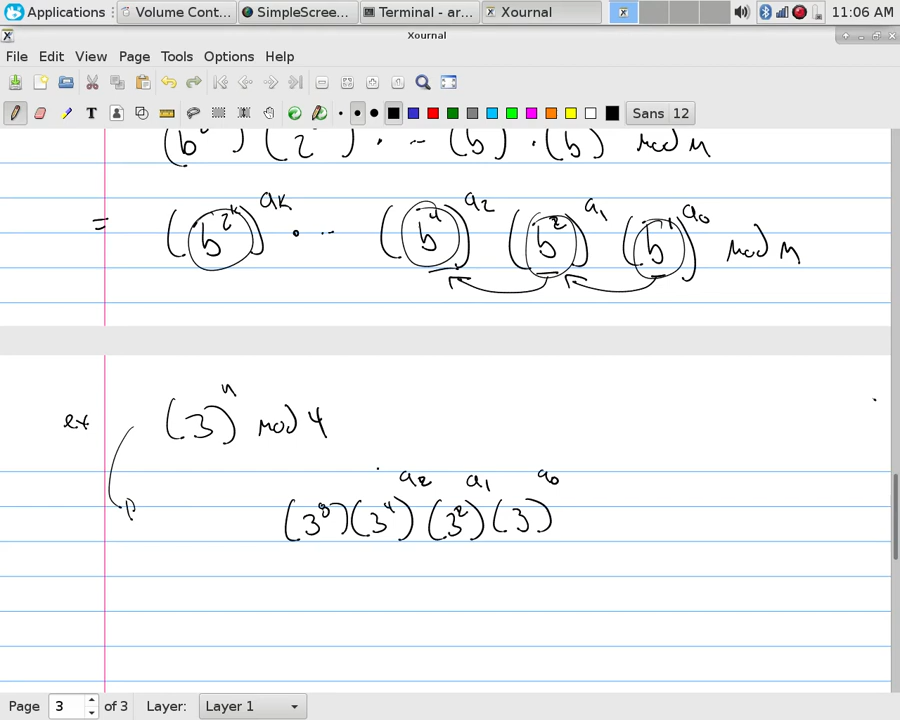 Applications Volume Cont... SimpleScree... Terminal - ar... Xournal 11:06 AM
Xournal
File Edit View Page Tools Options Help
T Sans 12
(b ) (2 ) · -- (b) · (b) mod m
= (b^2^k)^ak · -- (b^4)^a2 (b^2)^a1 (b^1)^a0 mod m
ex (3)^n mod 4
(3^8)(3^4)^a2 (3^2)^a1 (3)^a0
Page 3 of 3 Layer: Layer 1